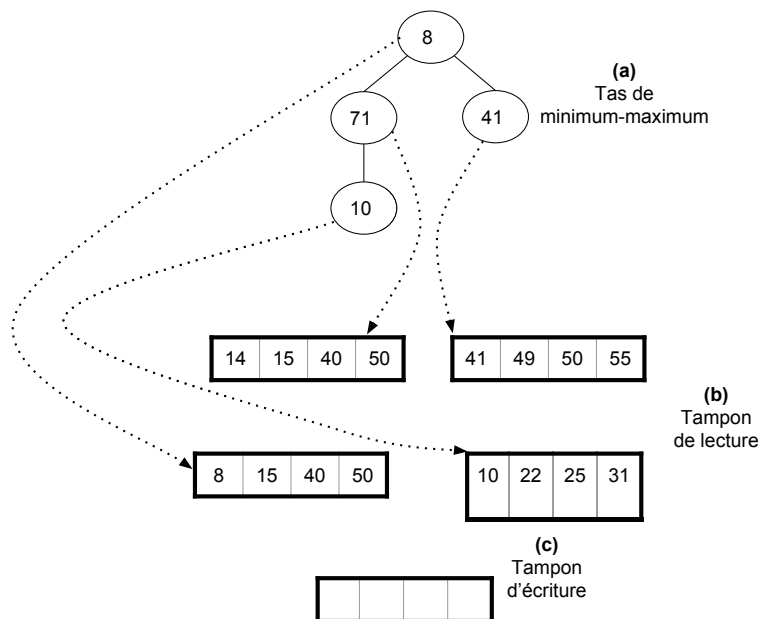 8
(a)
Tas de
minimum-maximum
71
41
10
14 15 40 50
41 49 50 55
(b)
Tampon
de lecture
8 15 40 50
10 22 25 31
(c)
Tampon
d'écriture